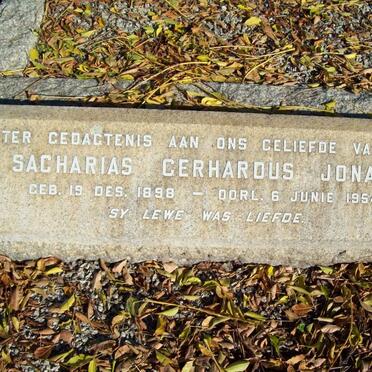 TER GEDAGTENIS AAN ONS GELIEFDE VA
SACHARIAS GERHARDUS JONA
GEB. 19 DES. 1898 — OORL. 6 JUNIE 195
SY LEWE WAS LIEFDE.